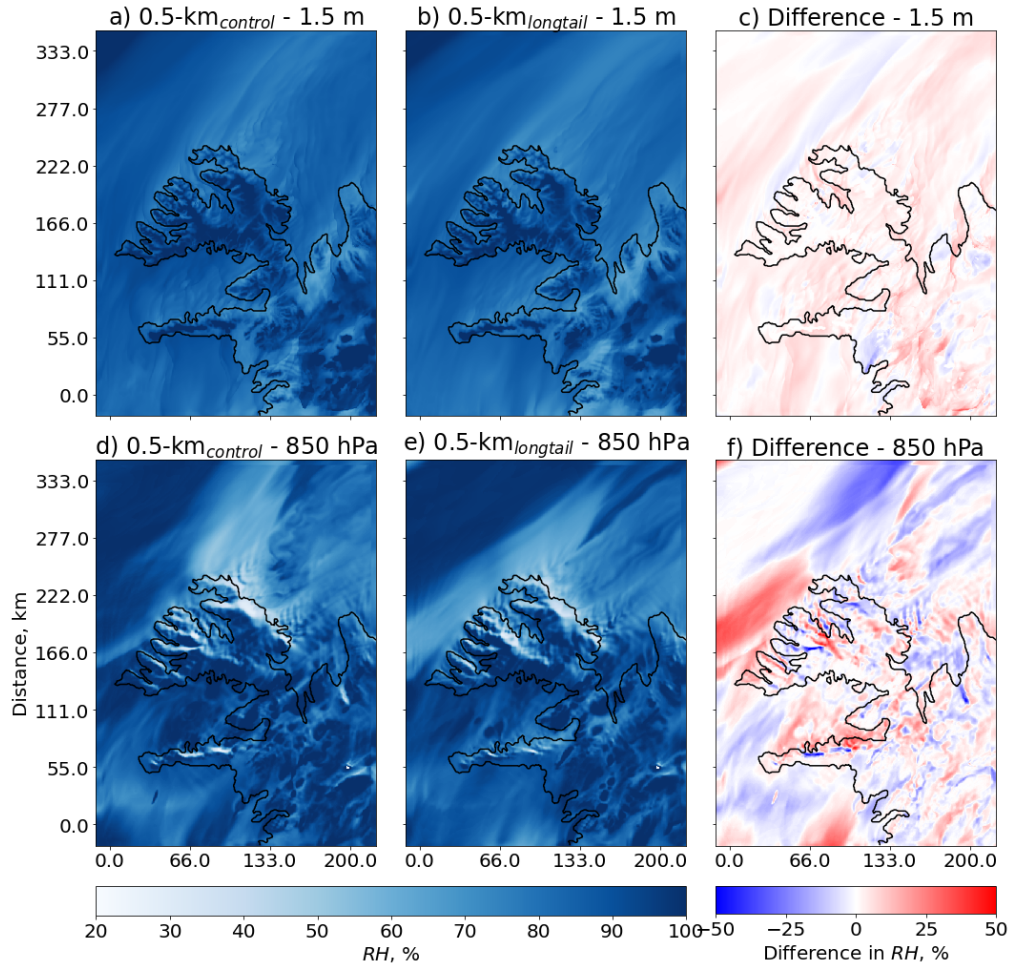 a) 0.5-km_control - 1.5 m
b) 0.5-km_longtail - 1.5 m
c) Difference - 1.5 m
333.0
277.0
222.0
166.0
111.0
55.0
0.0
d) 0.5-km_control - 850 hPa
e) 0.5-km_longtail - 850 hPa
f) Difference - 850 hPa
333.0
277.0
222.0
166.0
111.0
55.0
0.0
Distance, km
0.0 66.0 133.0 200.0
0.0 66.0 133.0 200.0
0.0 66.0 133.0 200.0
20 30 40 50 60 70 80 90 100
RH, %
−50 −25 0 25 50
Difference in RH, %